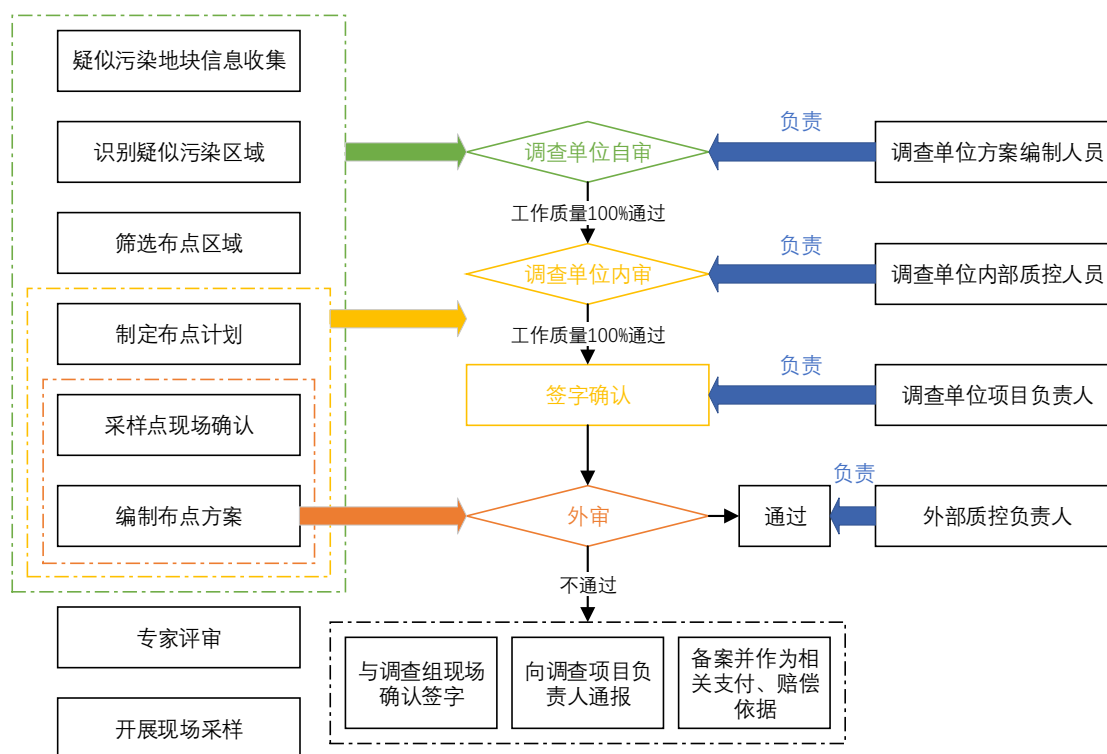 疑似污染地块信息收集
识别疑似污染区域
筛选布点区域
制定布点计划
采样点现场确认
编制布点方案
专家评审
开展现场采样
调查单位自审
负责
调查单位方案编制人员
工作质量100%通过
调查单位内审
负责
调查单位内部质控人员
工作质量100%通过
签字确认
负责
调查单位项目负责人
外审
通过
负责
外部质控负责人
不通过
与调查组现场
确认签字
向调查项目负
责人通报
备案并作为相
关支付、赔偿
依据